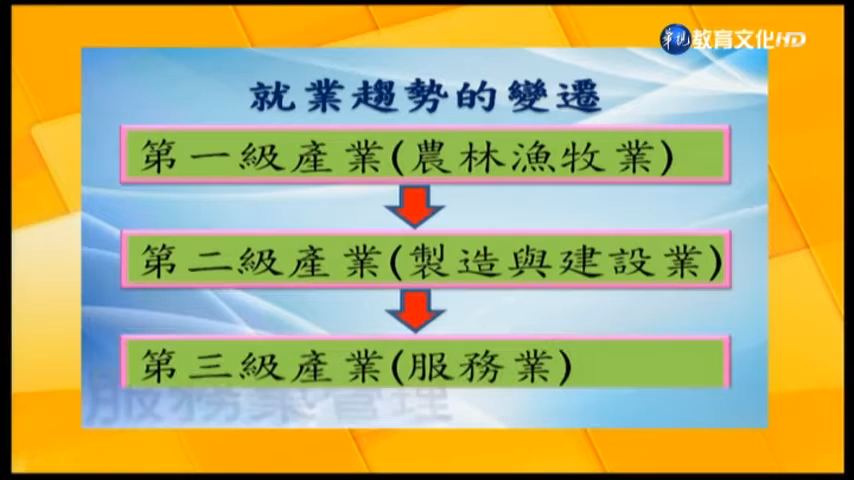 華視 教育文化HD
就業趨勢的變遷
第一級產業(農林漁牧業)
第二級產業(製造與建設業)
第三級產業(服務業)
服務業管理